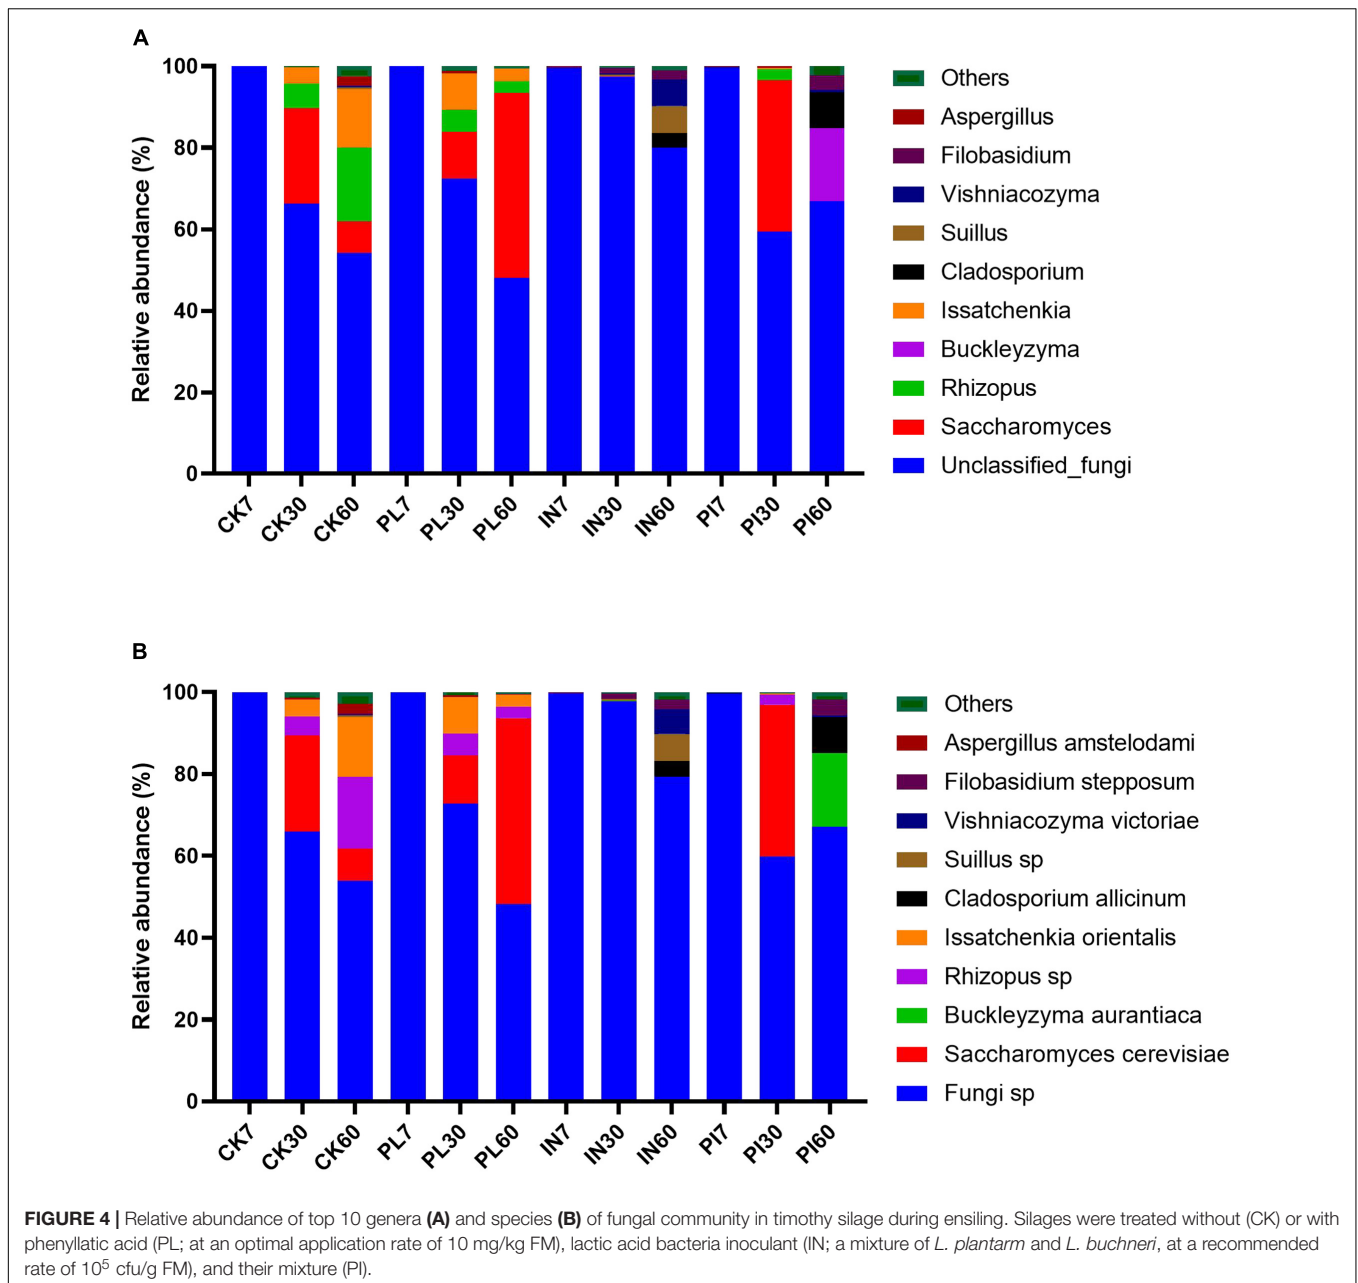 A
Relative abundance (%)
100
80
60
40
20
0
CK7
CK30
CK60
PL7
PL30
PL60
IN7
IN30
IN60
PI7
PI30
PI60
Others
Aspergillus
Filobasidium
Vishniacozyma
Suillus
Cladosporium
Issatchenkia
Buckleyzyma
Rhizopus
Saccharomyces
Unclassified_fungi
B
Relative abundance (%)
100
80
60
40
20
0
CK7
CK30
CK60
PL7
PL30
PL60
IN7
IN30
IN60
PI7
PI30
PI60
Others
Aspergillus amstelodami
Filobasidium stepposum
Vishniacozyma victoriae
Suillus sp
Cladosporium allicinum
Issatchenkia orientalis
Rhizopus sp
Buckleyzyma aurantiaca
Saccharomyces cerevisiae
Fungi sp
FIGURE 4 | Relative abundance of top 10 genera (A) and species (B) of fungal community in timothy silage during ensiling. Silages were treated without (CK) or with
phenyllatic acid (PL; at an optimal application rate of 10 mg/kg FM), lactic acid bacteria inoculant (IN; a mixture of L. plantarm and L. buchneri, at a recommended
rate of 10⁵ cfu/g FM), and their mixture (PI).